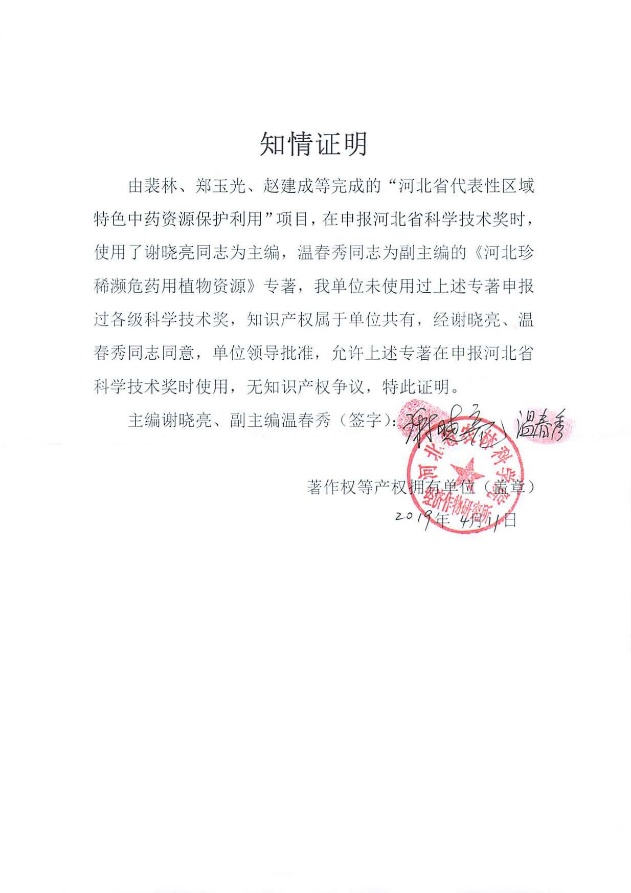 知情证明
由裴林、郑玉光、赵建成等完成的“河北省代表性区域
特色中药资源保护利用”项目，在申报河北省科学技术奖时，
使用了谢晓亮同志为主编，温春秀同志为副主编的《河北珍
稀濒危药用植物资源》专著，我单位未使用过上述专著申报
过各级科学技术奖，知识产权属于单位共有，经谢晓亮、温
春秀同志同意，单位领导批准，允许上述专著在申报河北省
科学技术奖时使用，无知识产权争议，特此证明。
主编谢晓亮、副主编温春秀（签字）：谢晓亮、温春秀
河北省农林科学院
经济作物研究所
著作权等产权拥有单位（盖章）
2019年 4月11日